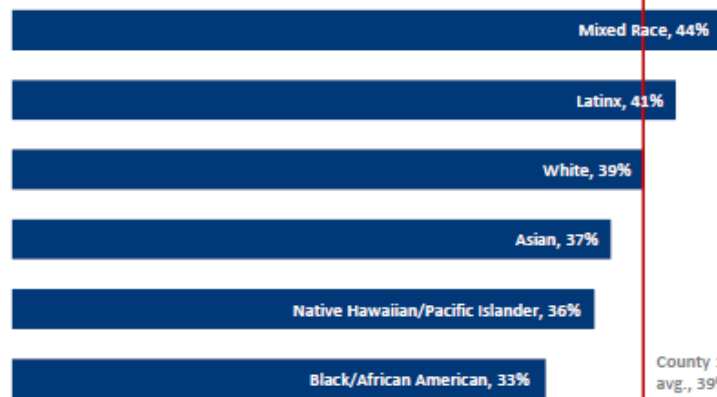 Mixed Race, 44%
Latinx, 41%
White, 39%
Asian, 37%
Native Hawaiian/Pacific Islander, 36%
Black/African American, 33%
County
avg., 39%